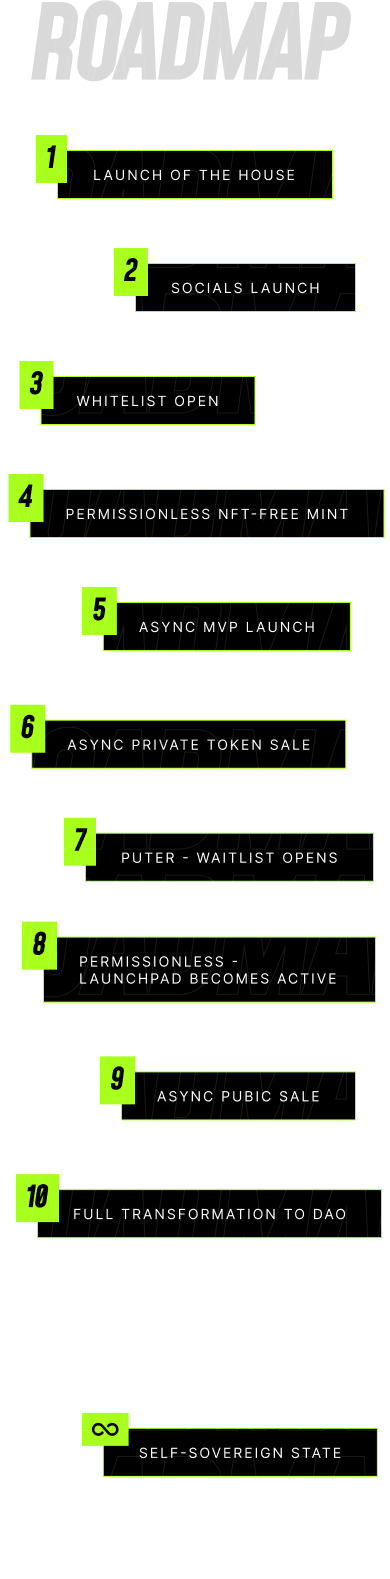 ROADMAP
1
LAUNCH OF THE HOUSE
2
SOCIALS LAUNCH
3
WHITELIST OPEN
4
PERMISSIONLESS NFT-FREE MINT
5
ASYNC MVP LAUNCH
6
ASYNC PRIVATE TOKEN SALE
7
PUTER - WAITLIST OPENS
8
PERMISSIONLESS -
LAUNCHPAD BECOMES ACTIVE
9
ASYNC PUBIC SALE
10
FULL TRANSFORMATION TO DAO
∞
SELF-SOVEREIGN STATE